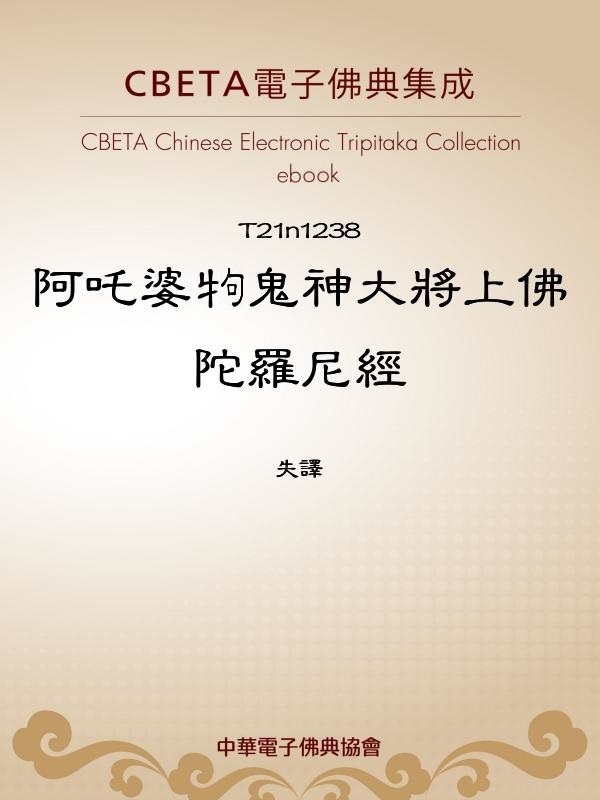 CBETA電子佛典集成
CBETA Chinese Electronic Tripitaka Collection
ebook
T21n1238
阿吒婆㸬鬼神大將上佛
陀羅尼經
失譯
中華電子佛典協會